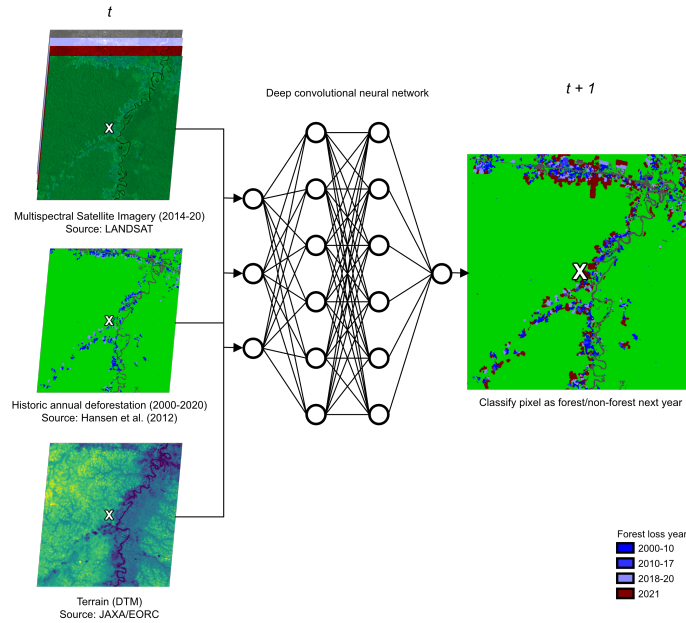 t
Deep convolutional neural network
t + 1
X
Multispectral Satellite Imagery (2014-20)
Source: LANDSAT
X
X
Historic annual deforestation (2000-2020)
Source: Hansen et al. (2012)
Classify pixel as forest/non-forest next year
X
Terrain (DTM)
Source: JAXA/EORC
Forest loss year
2000-10
2010-17
2018-20
2021